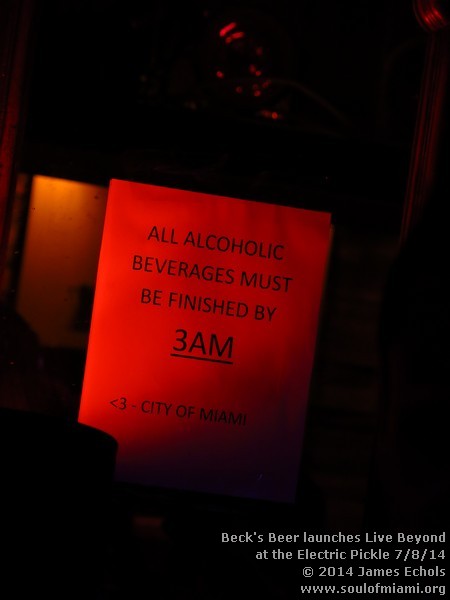 ALL ALCOHOLIC
BEVERAGES MUST
BE FINISHED BY
3AM
<3 - CITY OF MIAMI
Beck's Beer launches Live Beyond
at the Electric Pickle 7/8/14
© 2014 James Echols
www.soulofmiami.org